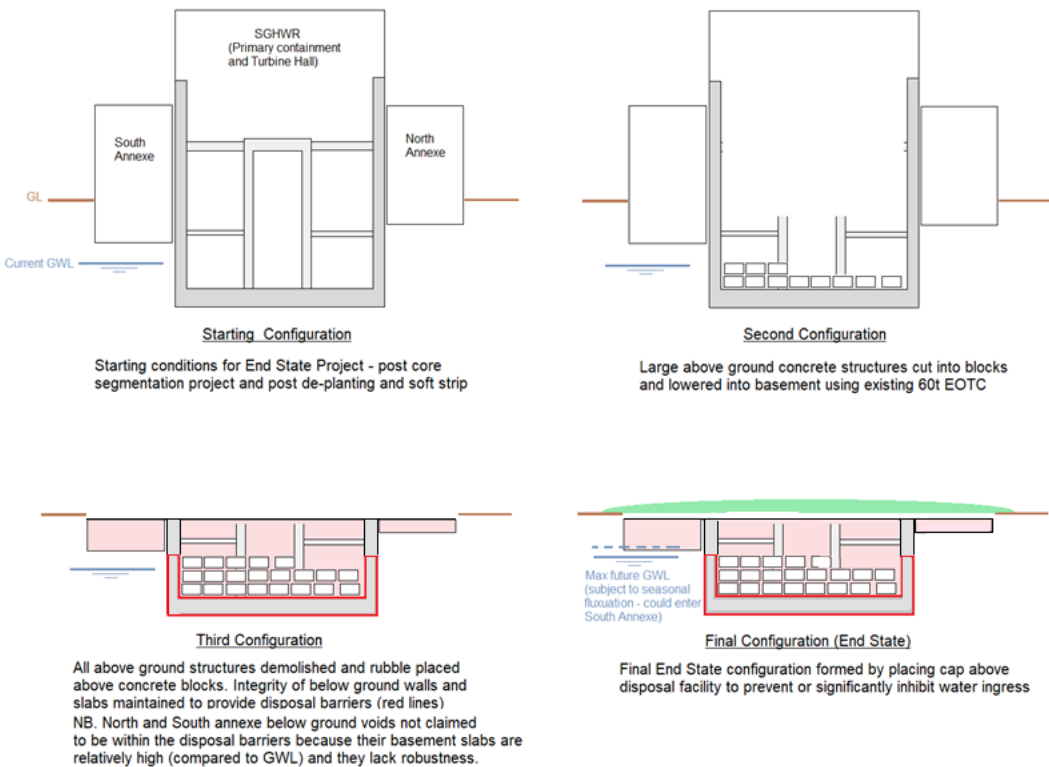 SGHWR
(Primary containment
and Turbine Hall)
South
Annexe
North
Annexe
GL
Current GWL
Starting Configuration
Starting conditions for End State Project - post core
segmentation project and post de-planting and soft strip
Second Configuration
Large above ground concrete structures cut into blocks
and lowered into basement using existing 60t EOTC
Third Configuration
All above ground structures demolished and rubble placed
above concrete blocks. Integrity of below ground walls and
slabs maintained to provide disposal barriers (red lines)
NB. North and South annexe below ground voids not claimed
to be within the disposal barriers because their basement slabs are
relatively high (compared to GWL) and they lack robustness.
Max future GWL
(subject to seasonal
fluxuation - could enter
South Annexe)
Final Configuration (End State)
Final End State configuration formed by placing cap above
disposal facility to prevent or significantly inhibit water ingress